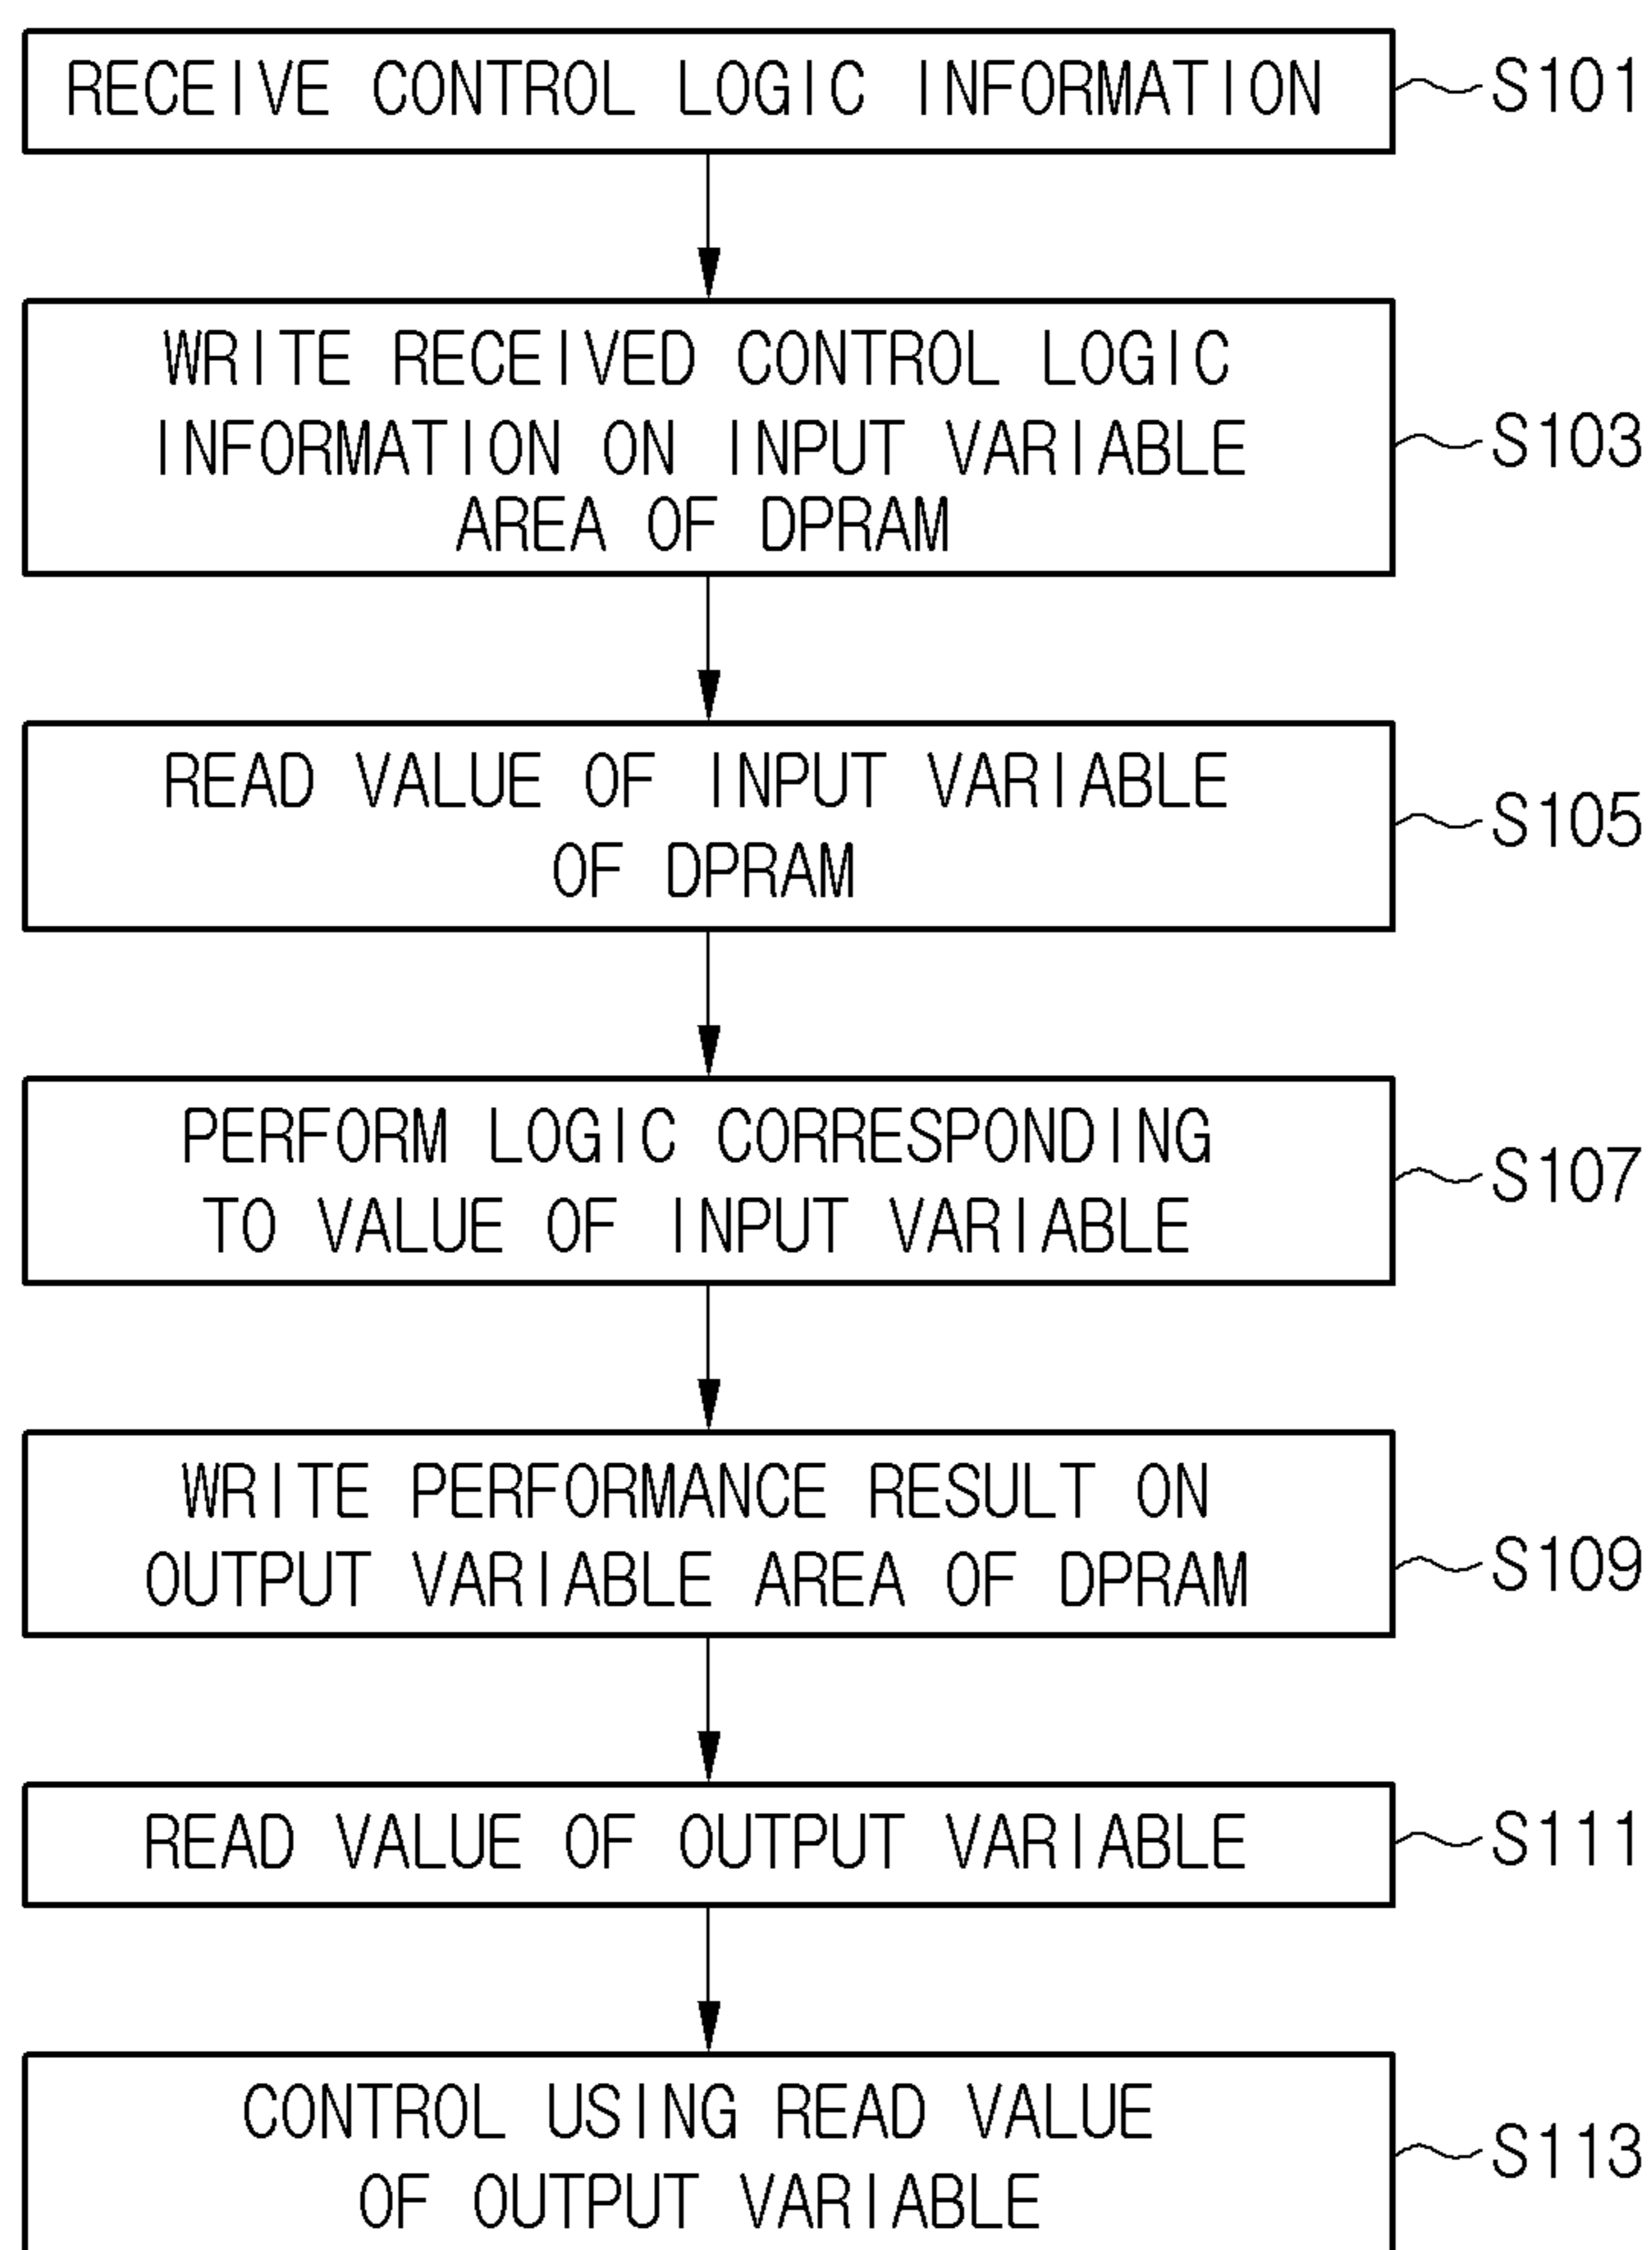 RECEIVE CONTROL LOGIC INFORMATION
S101
WRITE RECEIVED CONTROL LOGIC
INFORMATION ON INPUT VARIABLE
AREA OF DPRAM
S103
READ VALUE OF INPUT VARIABLE
OF DPRAM
S105
PERFORM LOGIC CORRESPONDING
TO VALUE OF INPUT VARIABLE
S107
WRITE PERFORMANCE RESULT ON
OUTPUT VARIABLE AREA OF DPRAM
S109
READ VALUE OF OUTPUT VARIABLE
S111
CONTROL USING READ VALUE
OF OUTPUT VARIABLE
S113